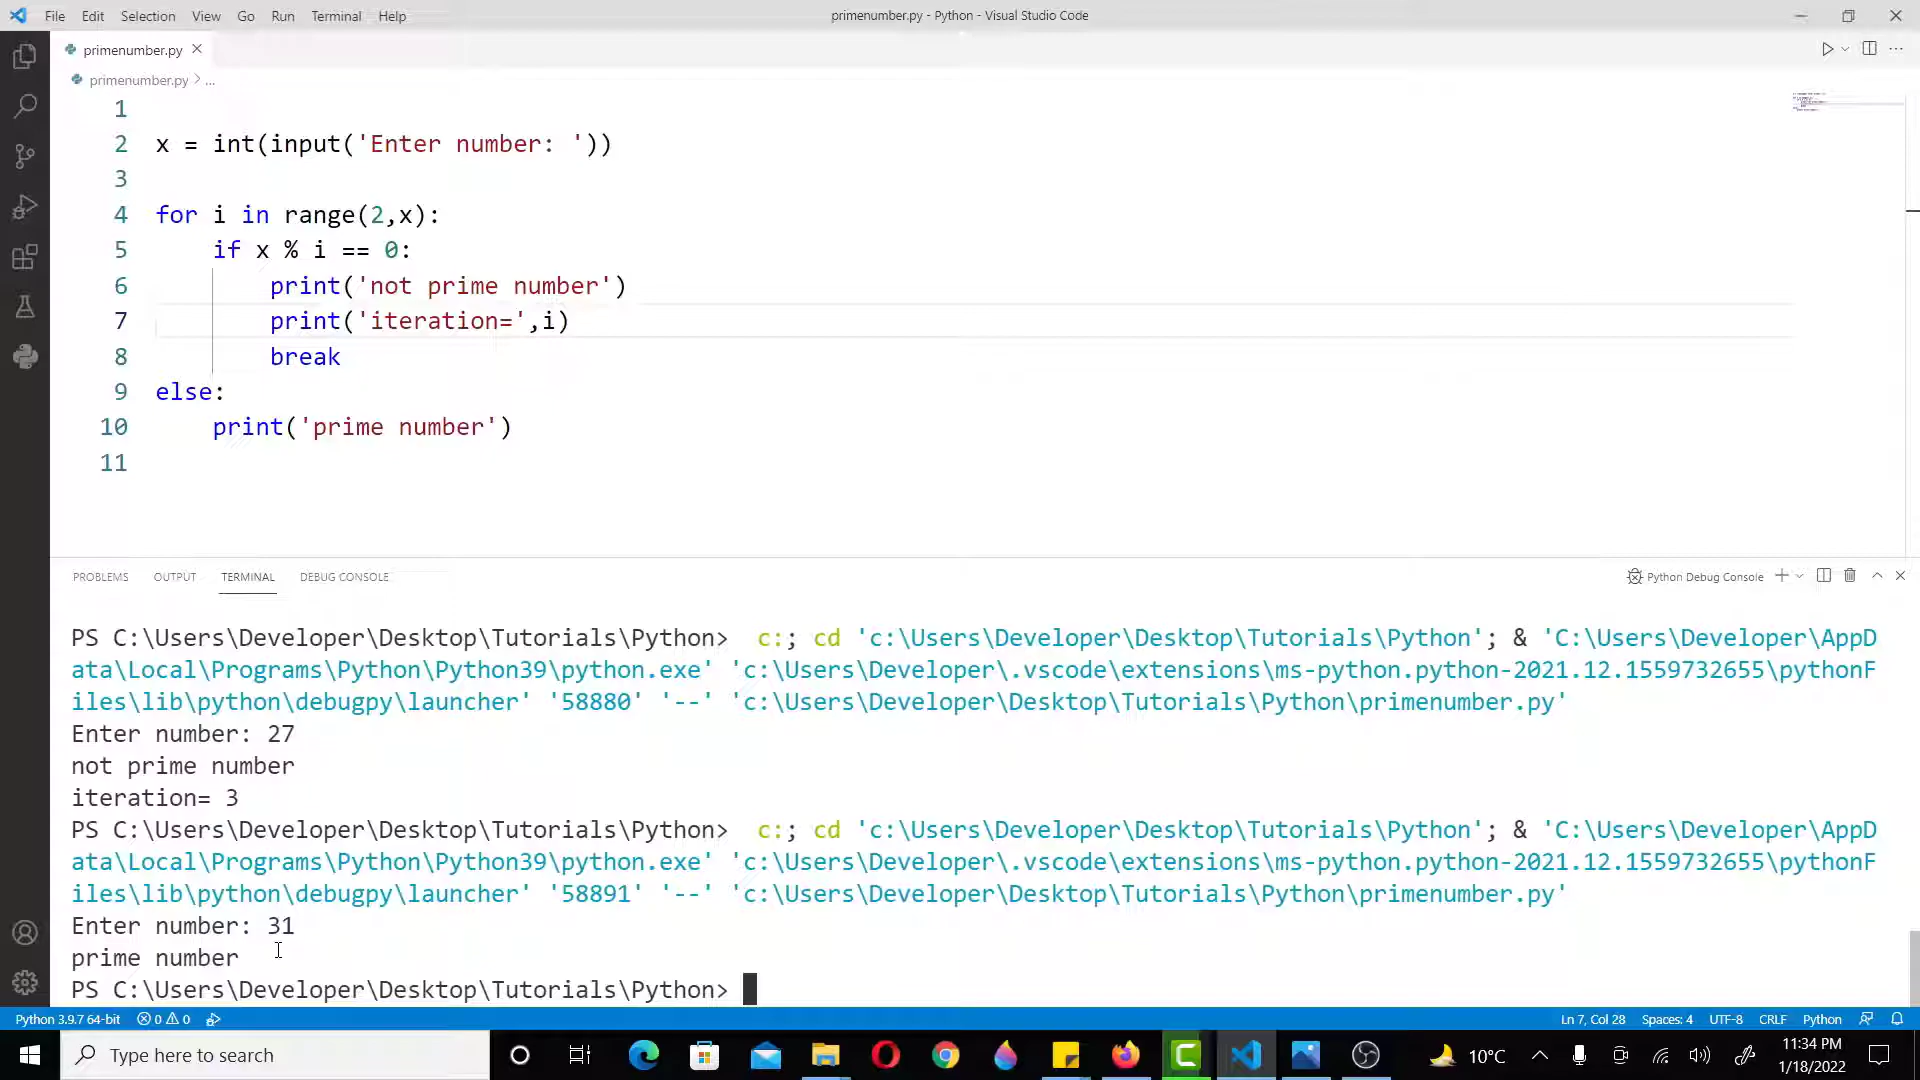 File Edit Selection View Go Run Terminal Help
primenumber.py - Python - Visual Studio Code
primenumber.py
primenumber.py > ...
1
2 x = int(input('Enter number: '))
3
4 for i in range(2,x):
5 if x % i == 0:
6 print('not prime number')
7 print('iteration=',i)
8 break
9 else:
10 print('prime number')
11
PROBLEMS OUTPUT TERMINAL DEBUG CONSOLE
Python Debug Console
PS C:\Users\Developer\Desktop\Tutorials\Python>  c:; cd 'c:\Users\Developer\Desktop\Tutorials\Python'; & 'C:\Users\Developer\AppD
ata\Local\Programs\Python\Python39\python.exe' 'c:\Users\Developer\.vscode\extensions\ms-python.python-2021.12.1559732655\pythonF
iles\lib\python\debugpy\launcher' '58880' '--' 'c:\Users\Developer\Desktop\Tutorials\Python\primenumber.py'
Enter number: 27
not prime number
iteration= 3
PS C:\Users\Developer\Desktop\Tutorials\Python>  c:; cd 'c:\Users\Developer\Desktop\Tutorials\Python'; & 'C:\Users\Developer\AppD
ata\Local\Programs\Python\Python39\python.exe' 'c:\Users\Developer\.vscode\extensions\ms-python.python-2021.12.1559732655\pythonF
iles\lib\python\debugpy\launcher' '58891' '--' 'c:\Users\Developer\Desktop\Tutorials\Python\primenumber.py'
Enter number: 31
prime number
PS C:\Users\Developer\Desktop\Tutorials\Python>
Python 3.9.7 64-bit 0 0
Ln 7, Col 28 Spaces: 4 UTF-8 CRLF Python
Type here to search
10°C
11:34 PM
1/18/2022